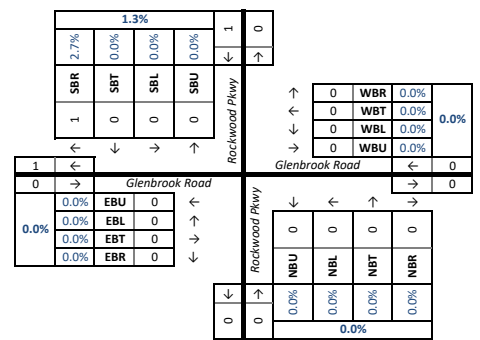 1.3%
1 0
2.7% 0.0% 0.0% 0.0%
↓ ↑
SBR SBT SBL SBU
1 0 0 0
Rockwood Pkwy
← ↓ → ↑
↑ 0 WBR 0.0%
← 0 WBT 0.0%
↓ 0 WBL 0.0%
→ 0 WBU 0.0%
0.0%
Glenbrook Road
1 ← ← 0
0 → → 0
Glenbrook Road
0.0% EBU 0 ←
0.0% EBL 0 ↑
0.0% EBT 0 →
0.0% EBR 0 ↓
0.0%
Rockwood Pkwy
↓ ← ↑ →
0 0 0 0
NBU NBL NBT NBR
↓ ↑
0.0% 0.0% 0.0% 0.0%
0 0
0.0%